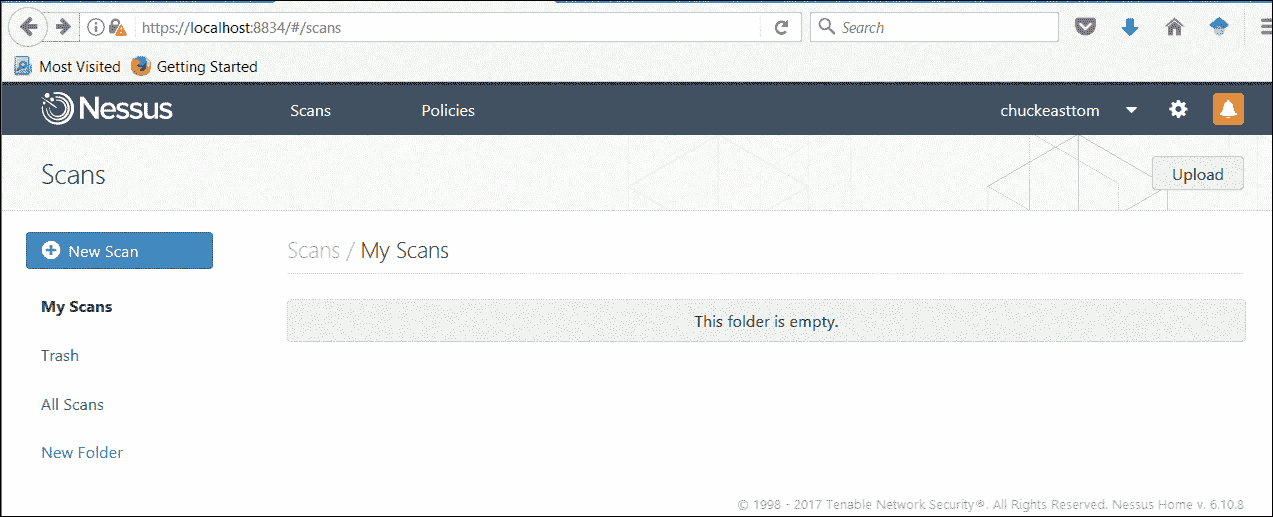 https://localhost:8834/#/scans Search
Most Visited Getting Started
Nessus Scans Policies chuckeasttom
Scans Upload
New Scan
Scans / My Scans
My Scans
This folder is empty.
Trash
All Scans
New Folder
© 1998 - 2017 Tenable Network Security®. All Rights Reserved. Nessus Home v. 6.10.8